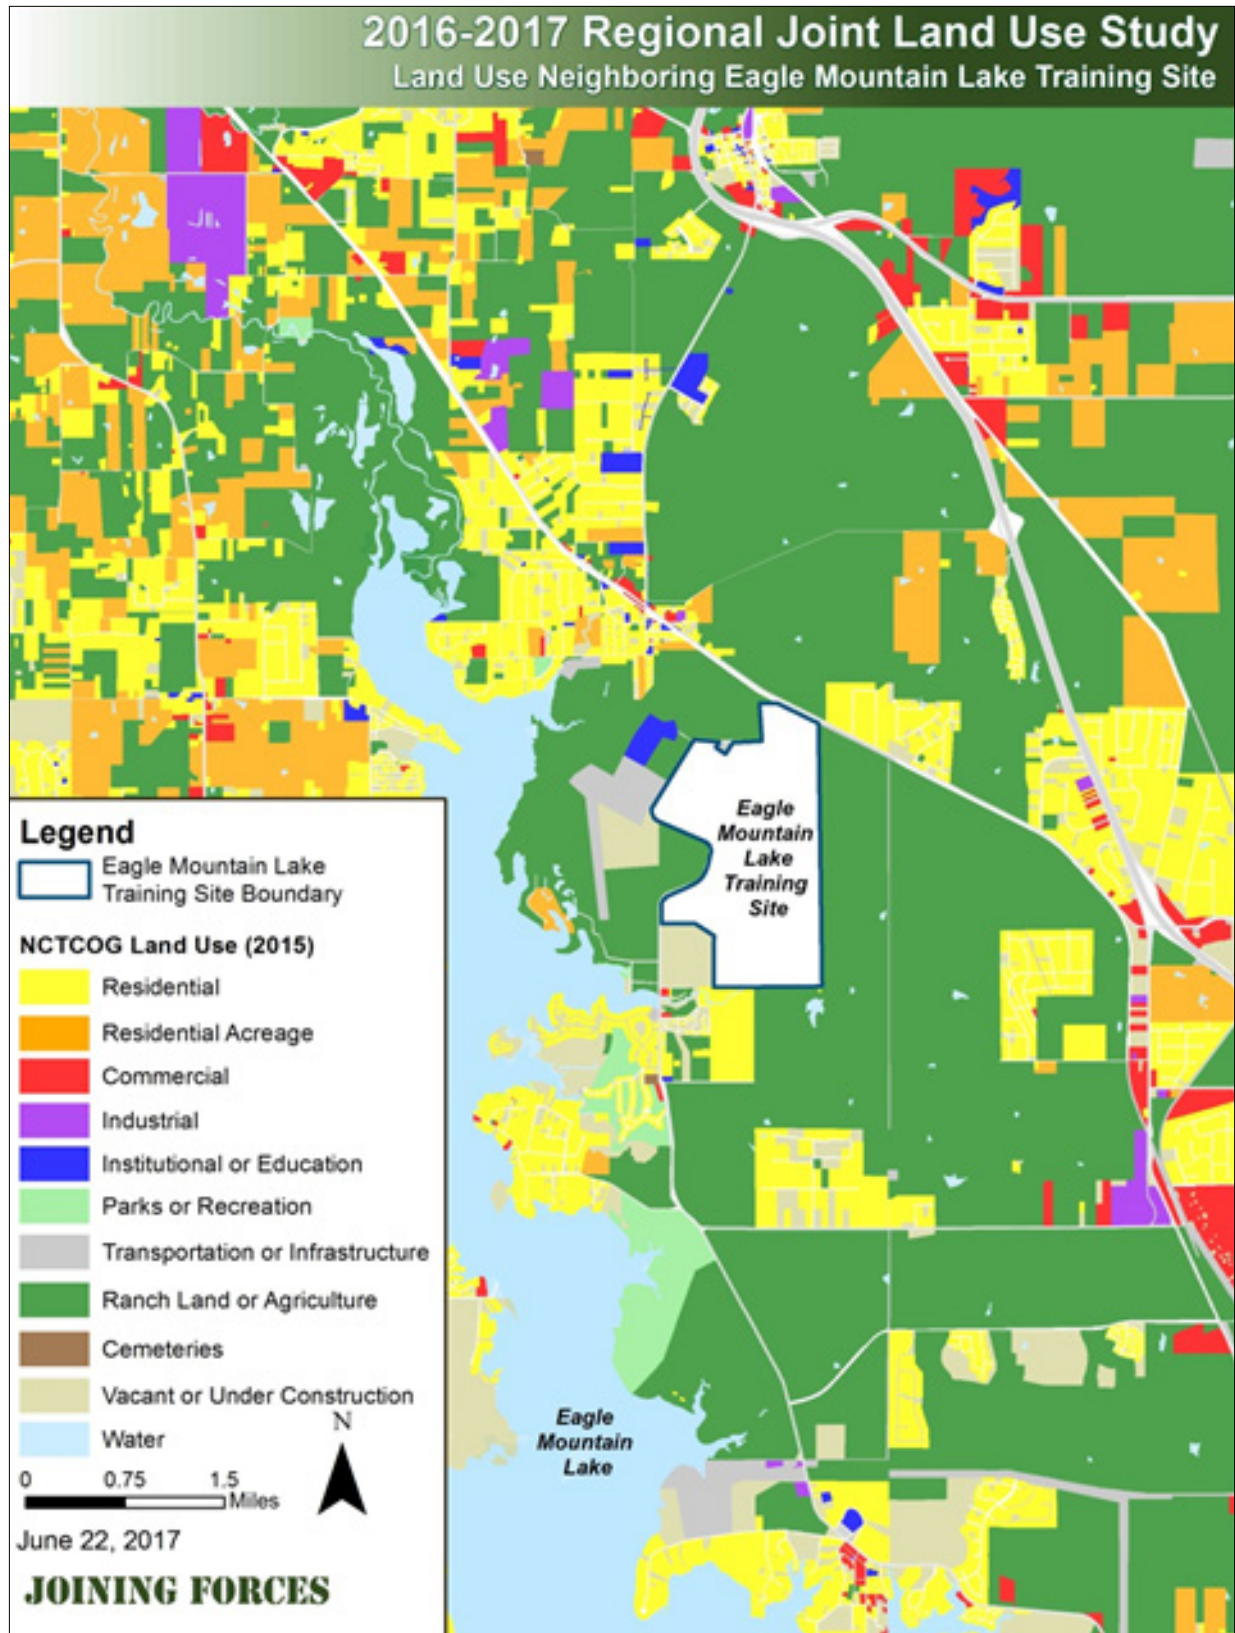 2016-2017 Regional Joint Land Use Study
Land Use Neighboring Eagle Mountain Lake Training Site
Eagle
Mountain
Lake
Training
Site
Legend
Eagle Mountain Lake
Training Site Boundary
NCTCOG Land Use (2015)
Residential
Residential Acreage
Commercial
Industrial
Institutional or Education
Parks or Recreation
Transportation or Infrastructure
Ranch Land or Agriculture
Cemeteries
Vacant or Under Construction
Water
N
0 0.75 1.5
Miles
June 22, 2017
JOINING FORCES
Eagle
Mountain
Lake